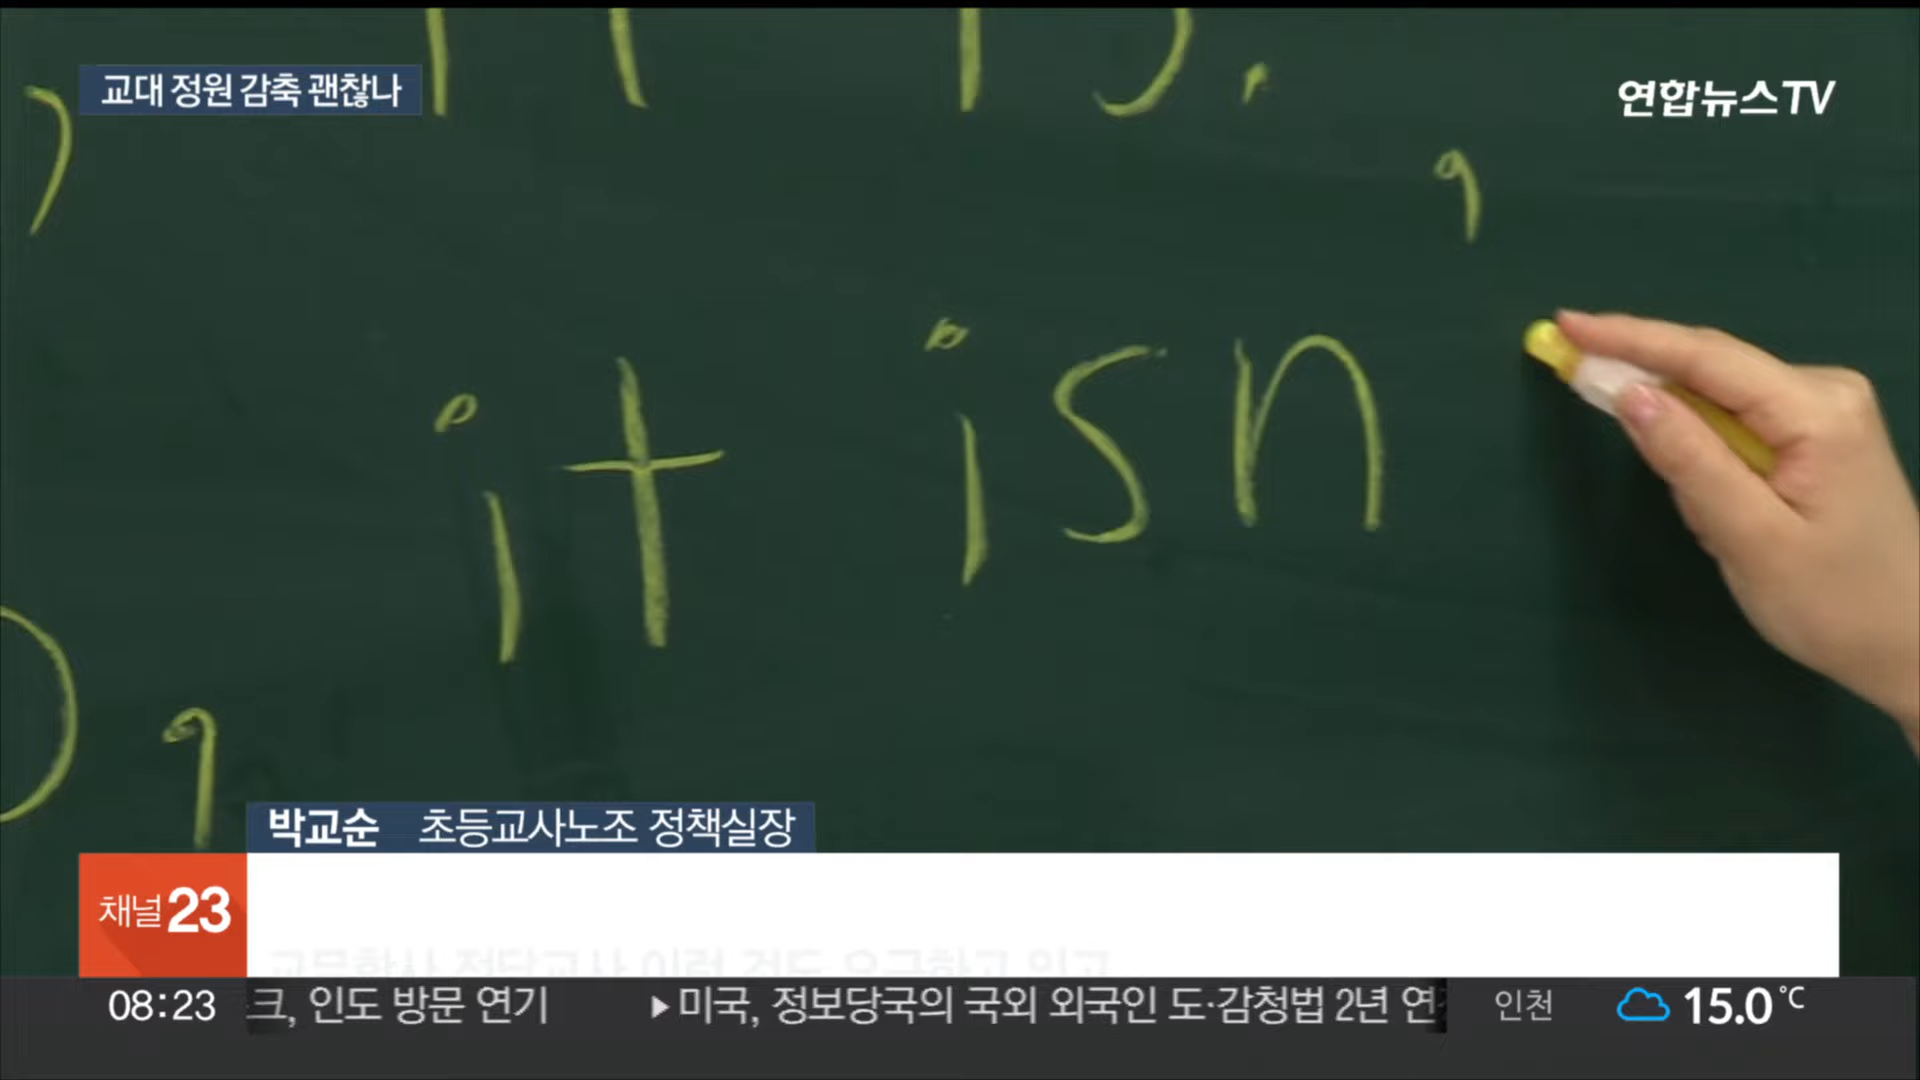 교대 정원 감축 괜찮나
연합뉴스TV
it is.
it isn
박교순 초등교사노조 정책실장
채널 23
08:23
크, 인도 방문 연기
▶미국, 정보당국의 국외 외국인 도·감청법 2년 연
인천
15.0℃